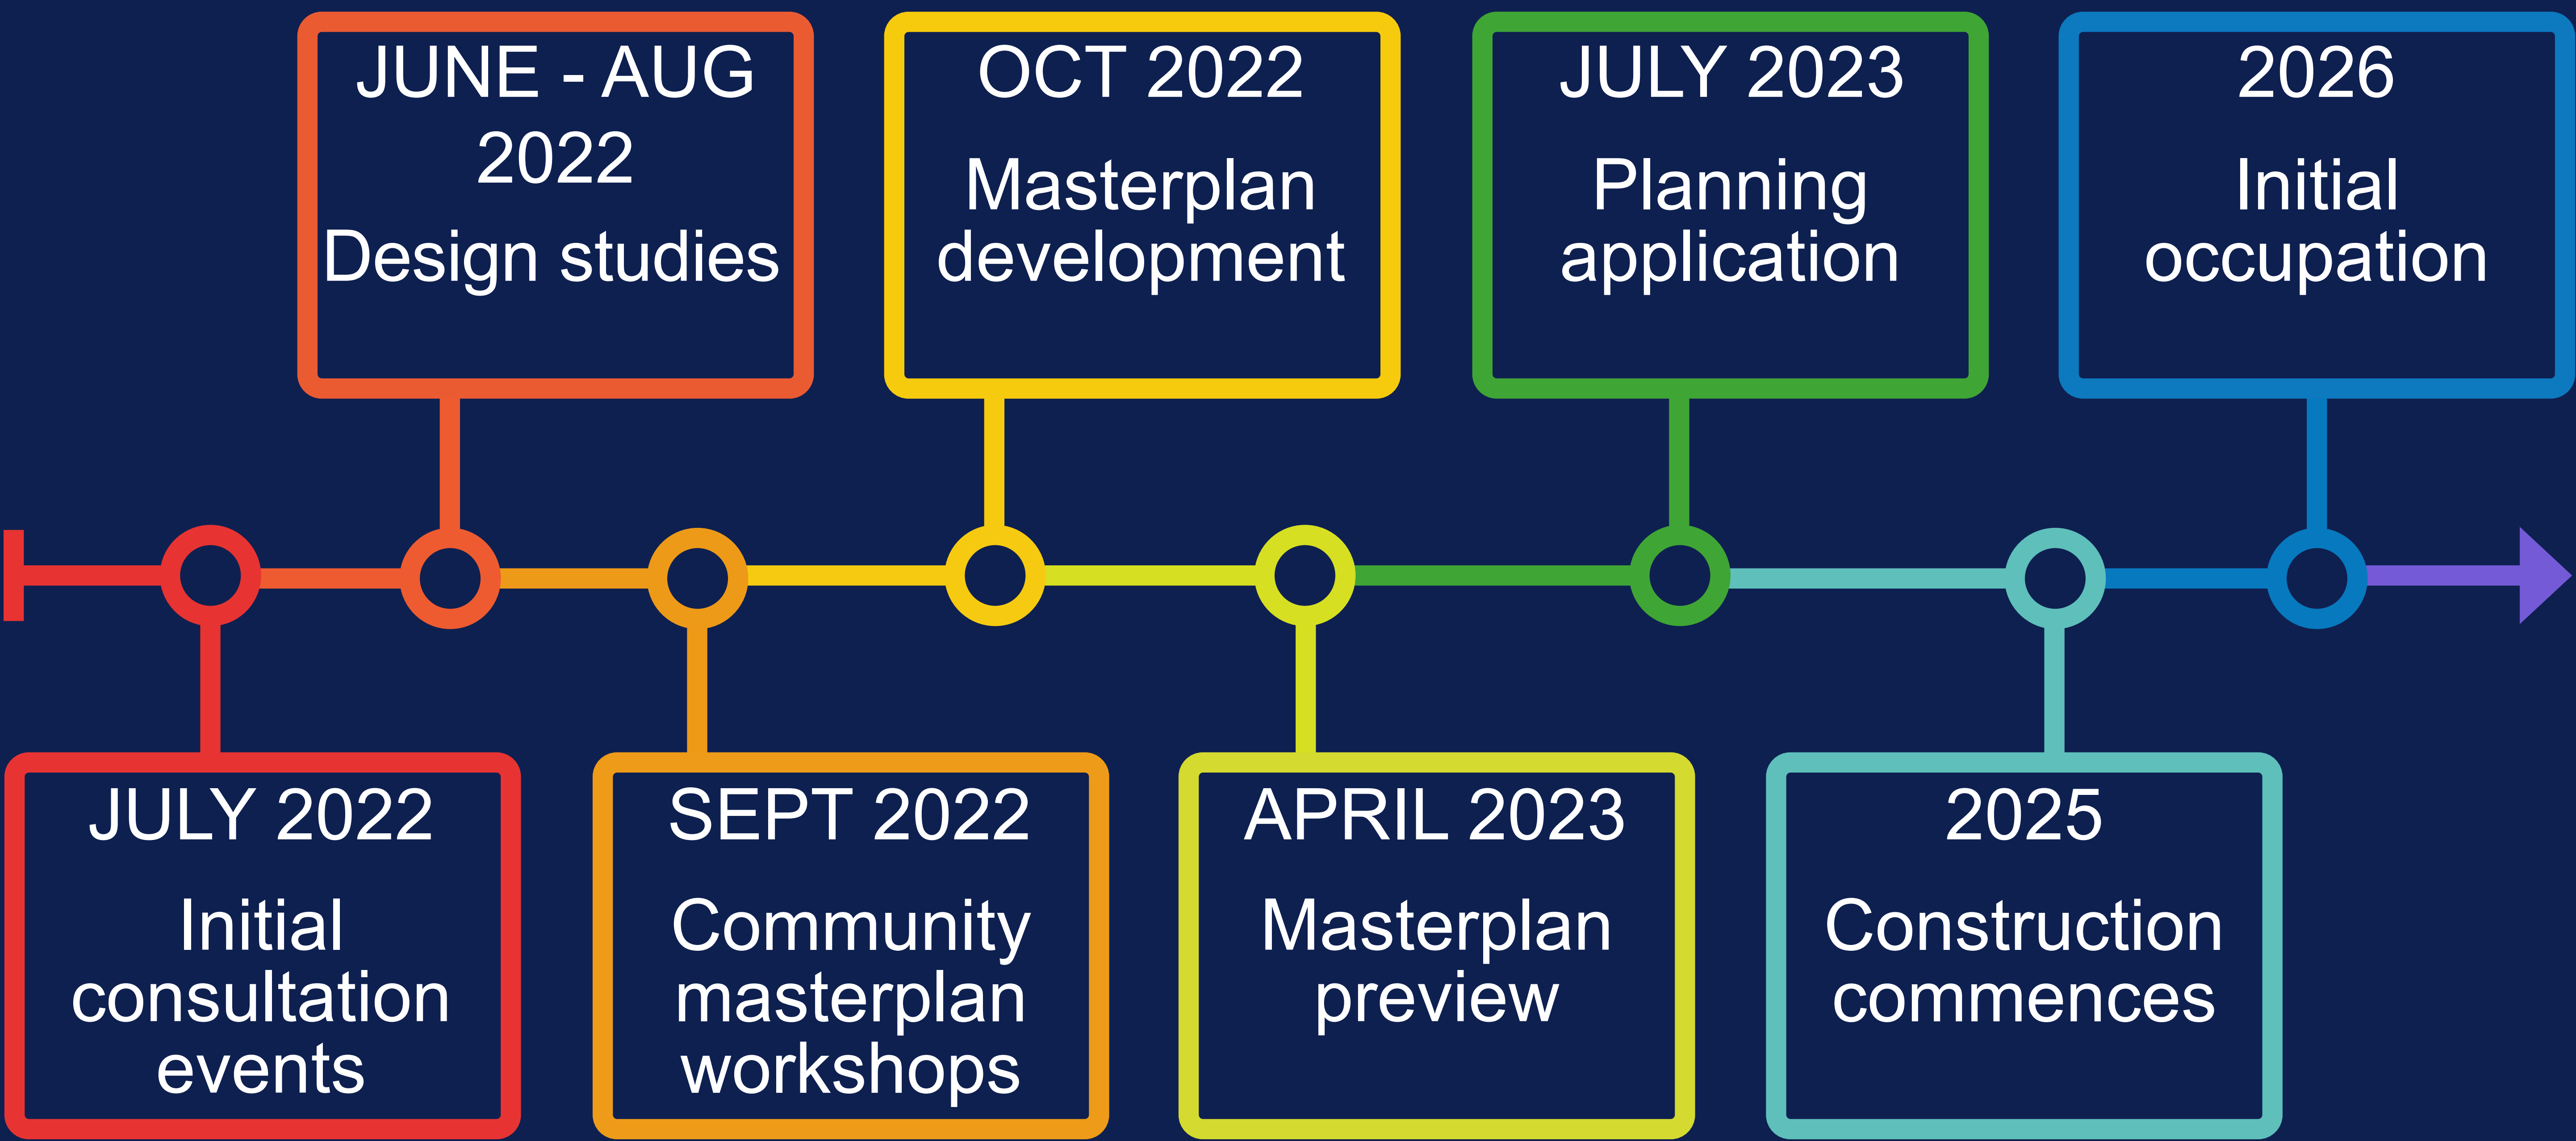 JUNE - AUG
2022
Design studies
OCT 2022
Masterplan
development
JULY 2023
Planning
application
2026
Initial
occupation
JULY 2022
Initial
consultation
events
SEPT 2022
Community
masterplan
workshops
APRIL 2023
Masterplan
preview
2025
Construction
commences